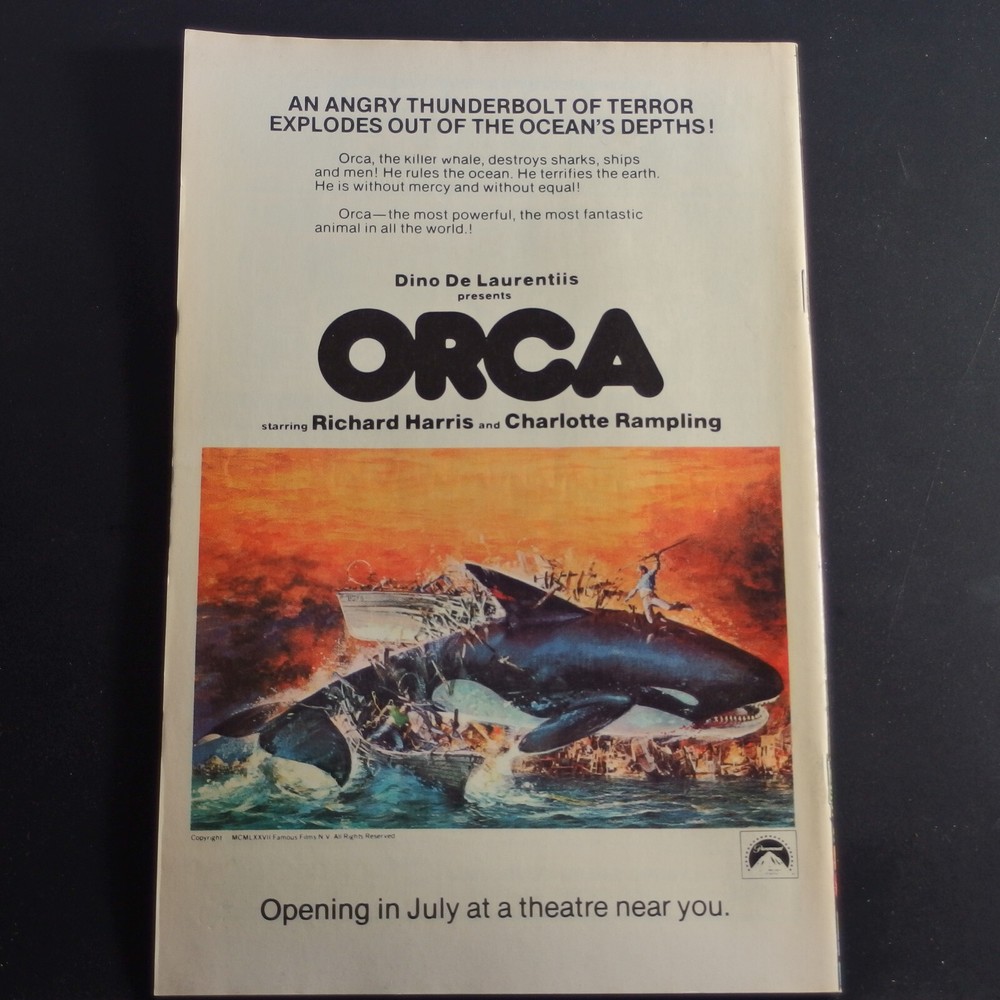 AN ANGRY THUNDERBOLT OF TERROR
EXPLODES OUT OF THE OCEAN'S DEPTHS!
Orca, the killer whale, destroys sharks, ships
and men! He rules the ocean. He terrifies the earth.
He is without mercy and without equal!
Orca—the most powerful, the most fantastic
animal in all the world.!
Dino De Laurentiis
presents
ORCA
starring Richard Harris and Charlotte Rampling
Copyright MCMLXXVII Famous Films N.V. All Rights Reserved
Paramount
Opening in July at a theatre near you.